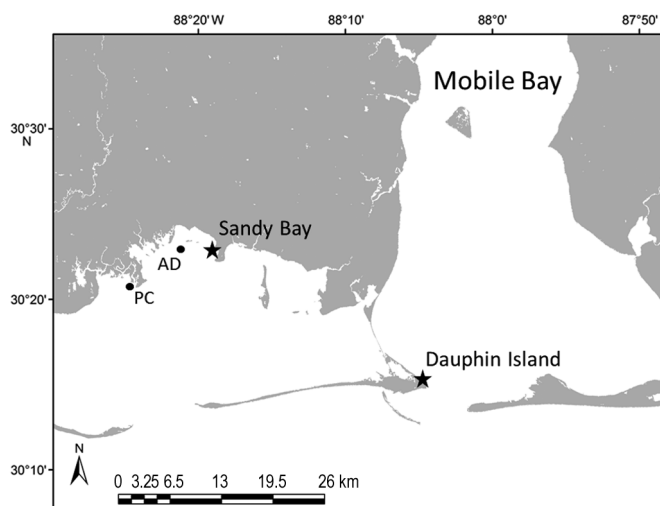 88°20'W 88°10' 88°0' 87°50'
Mobile Bay
30°30'
N
Sandy Bay
AD
30°20'
PC
Dauphin Island
30°10'
N
0 3.25 6.5 13 19.5 26 km